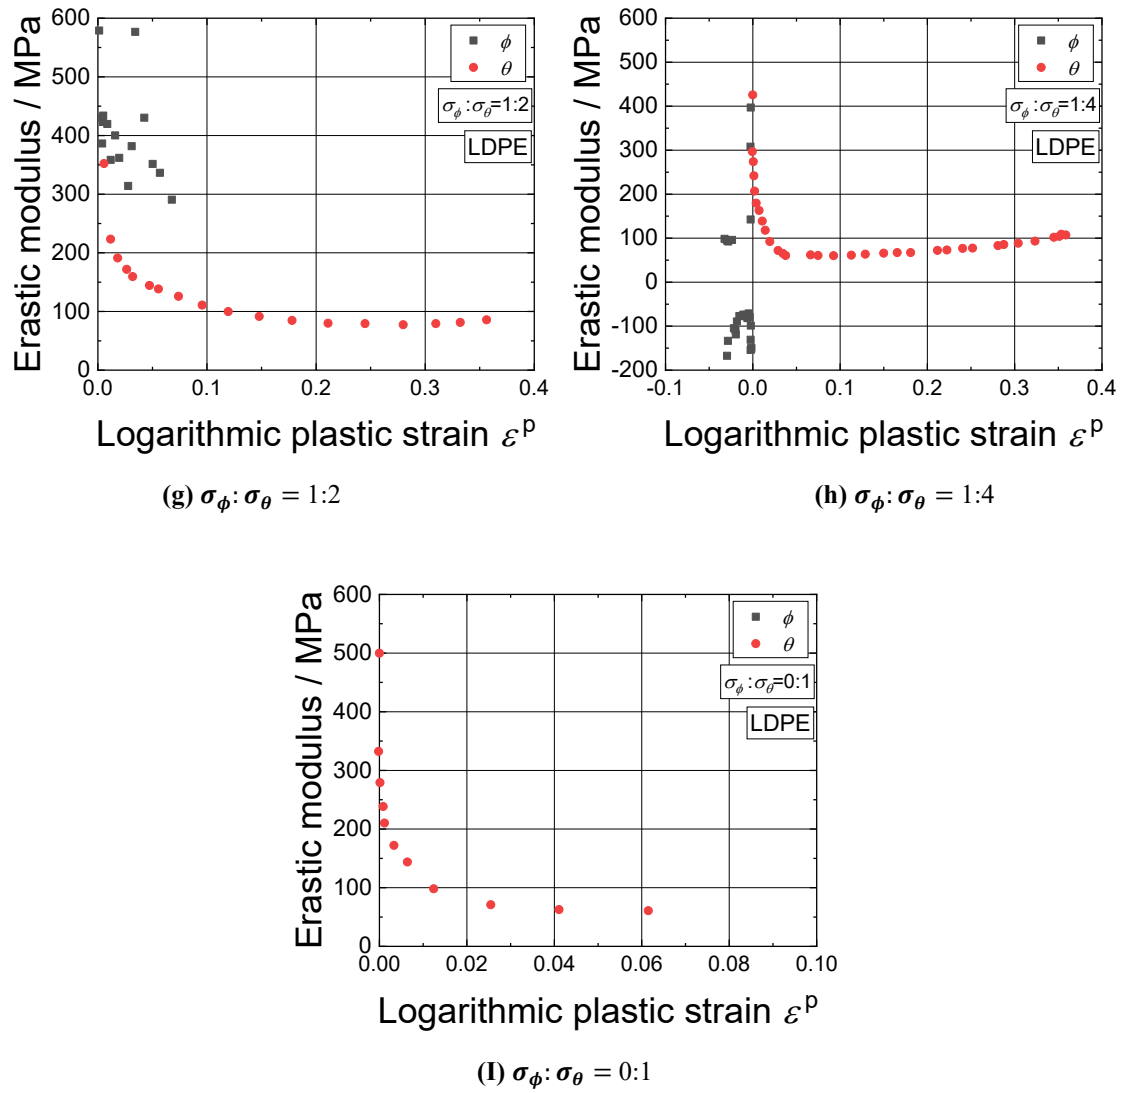 600
500
400
300
200
100
0
0.0 0.1 0.2 0.3 0.4
Erastic modulus / MPa
Logarithmic plastic strain εᵖ
ϕ
θ
σϕ:σθ=1:2
LDPE
(g) σϕ: σθ = 1:2
600
500
400
300
200
100
0
-100
-200
-0.1 0.0 0.1 0.2 0.3 0.4
Erastic modulus / MPa
Logarithmic plastic strain εᵖ
ϕ
θ
σϕ:σθ=1:4
LDPE
(h) σϕ: σθ = 1:4
600
500
400
300
200
100
0
0.00 0.02 0.04 0.06 0.08 0.10
Erastic modulus / MPa
Logarithmic plastic strain εᵖ
ϕ
θ
σϕ:σθ=0:1
LDPE
(I) σϕ: σθ = 0:1